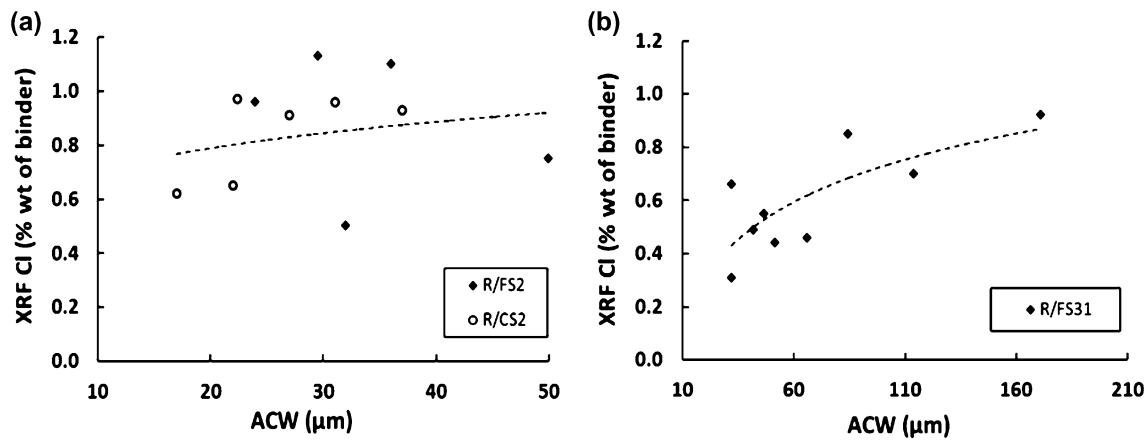 (a)
XRF Cl (% wt of binder)
1.2
1.0
0.8
0.6
0.4
0.2
0.0
10
20
30
40
50
ACW (μm)
R/FS2
R/CS2
(b)
XRF Cl (% wt of binder)
1.2
1.0
0.8
0.6
0.4
0.2
0.0
10
60
110
160
210
ACW (μm)
R/FS31